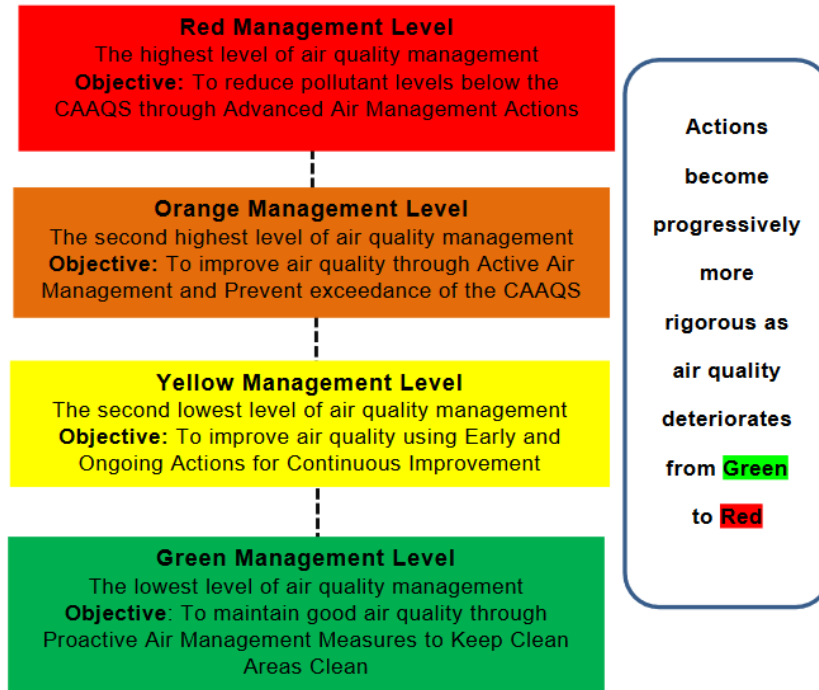 Red Management Level
The highest level of air quality management
Objective: To reduce pollutant levels below the
CAAQS through Advanced Air Management Actions
Orange Management Level
The second highest level of air quality management
Objective: To improve air quality through Active Air
Management and Prevent exceedance of the CAAQS
Yellow Management Level
The second lowest level of air quality management
Objective: To improve air quality using Early and
Ongoing Actions for Continuous Improvement
Green Management Level
The lowest level of air quality management
Objective: To maintain good air quality through
Proactive Air Management Measures to Keep Clean
Areas Clean
Actions
become
progressively
more
rigorous as
air quality
deteriorates
from Green
to Red